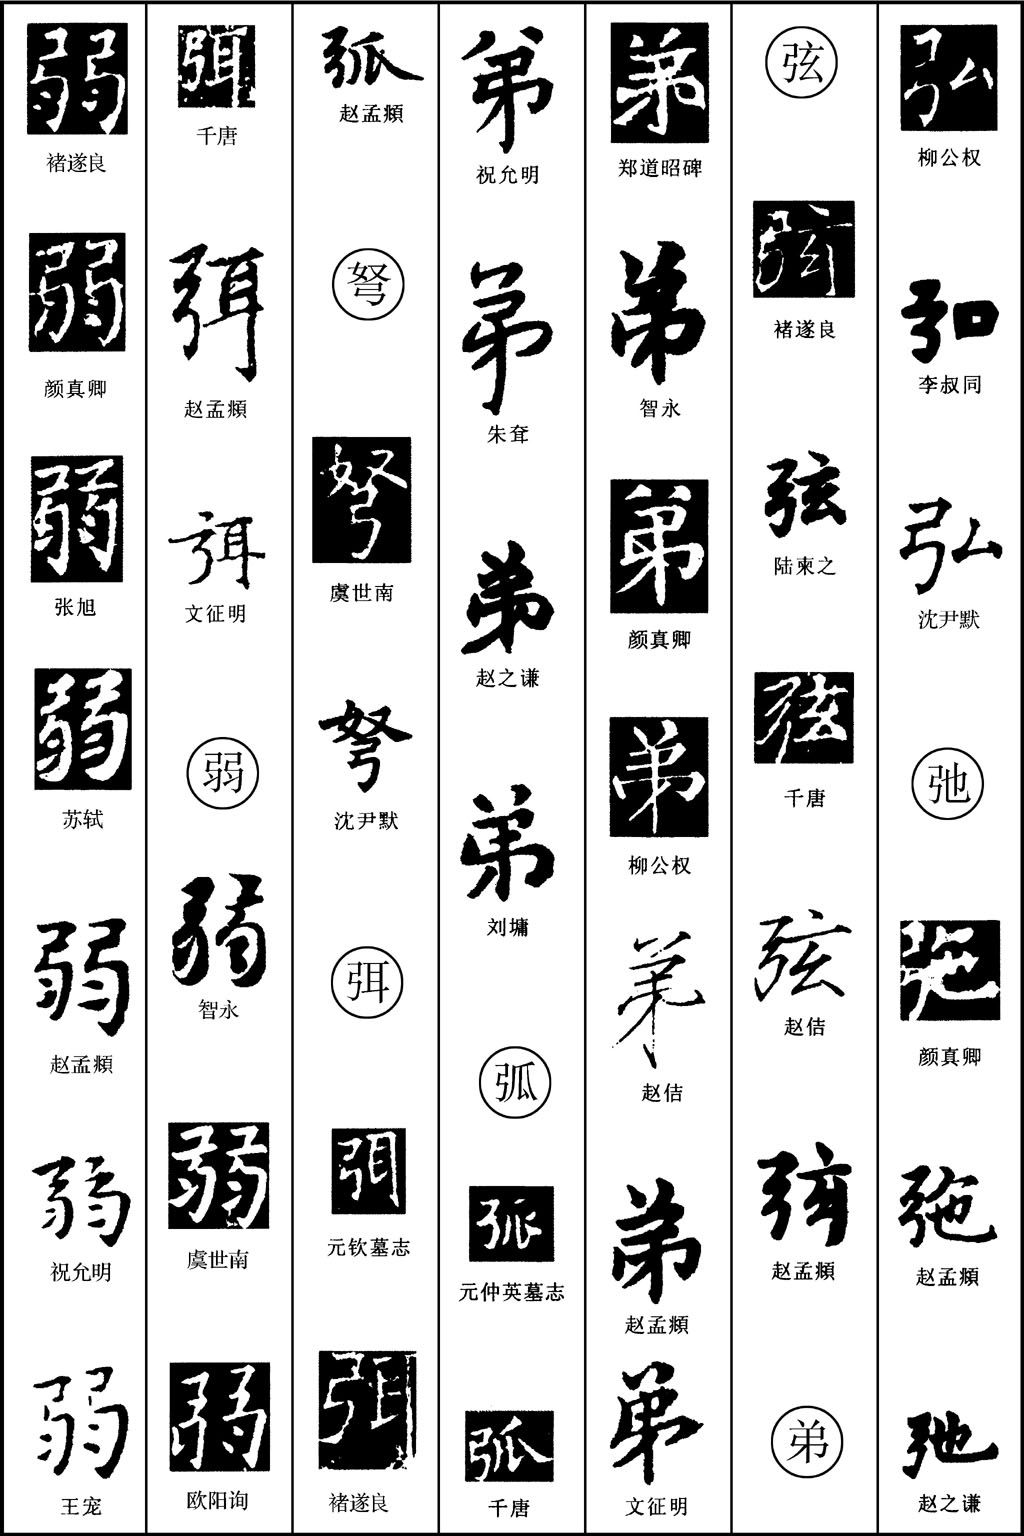 弘
柳公权
弘
李叔同
弘
沈尹默
弛
弛
颜真卿
弛
赵孟頫
弛
赵之谦
弦
弦
褚遂良
弦
陆柬之
弦
千唐
弦
赵佶
弦
赵孟頫
弟
弟
郑道昭碑
弟
智永
弟
颜真卿
弟
柳公权
弟
赵佶
弟
赵孟頫
弟
文征明
弟
祝允明
弟
朱耷
弟
赵之谦
弟
刘墉
弧
弧
元仲英墓志
弧
千唐
弧
赵孟頫
弩
弩
虞世南
弩
沈尹默
弭
弭
元钦墓志
弭
褚遂良
弭
千唐
弭
赵孟頫
弭
文征明
弱
弱
智永
弱
虞世南
弱
欧阳询
弱
褚遂良
弱
颜真卿
弱
张旭
弱
苏轼
弱
赵孟頫
弱
祝允明
弱
王宠